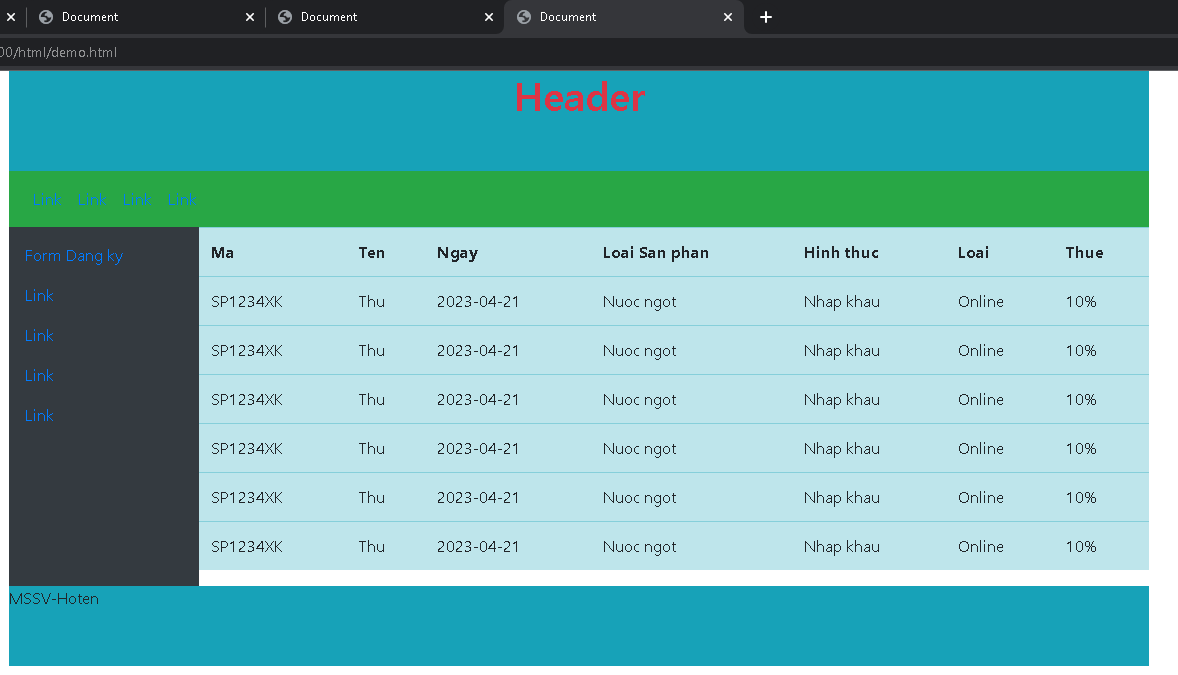 Document Document Document
00/html/demo.html
Header
Link Link Link Link
Form Dang ky
Link
Link
Link
Link
Ma Ten Ngay Loai San phan Hinh thuc Loai Thue
SP1234XK Thu 2023-04-21 Nuoc ngot Nhap khau Online 10%
SP1234XK Thu 2023-04-21 Nuoc ngot Nhap khau Online 10%
SP1234XK Thu 2023-04-21 Nuoc ngot Nhap khau Online 10%
SP1234XK Thu 2023-04-21 Nuoc ngot Nhap khau Online 10%
SP1234XK Thu 2023-04-21 Nuoc ngot Nhap khau Online 10%
SP1234XK Thu 2023-04-21 Nuoc ngot Nhap khau Online 10%
MSSV-Hoten